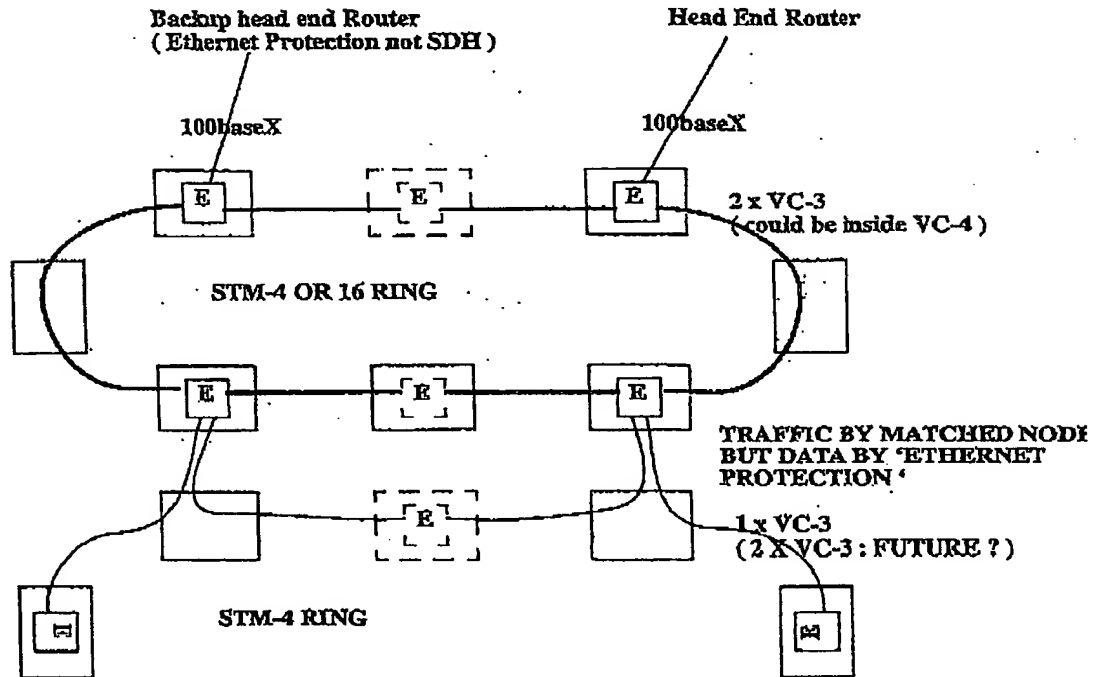 Backup head end Router
( Ethernet Protection not SDH )
Head End Router
100baseX
100baseX
E
E
E
2 x VC-3
( could be inside VC-4 )
STM-4 OR 16 RING
E
E
E
TRAFFIC BY MATCHED NODE
BUT DATA BY 'ETHERNET
PROTECTION '
E
1 x VC-3
( 2 X VC-3 : FUTURE ? )
STM-4 RING
E
E